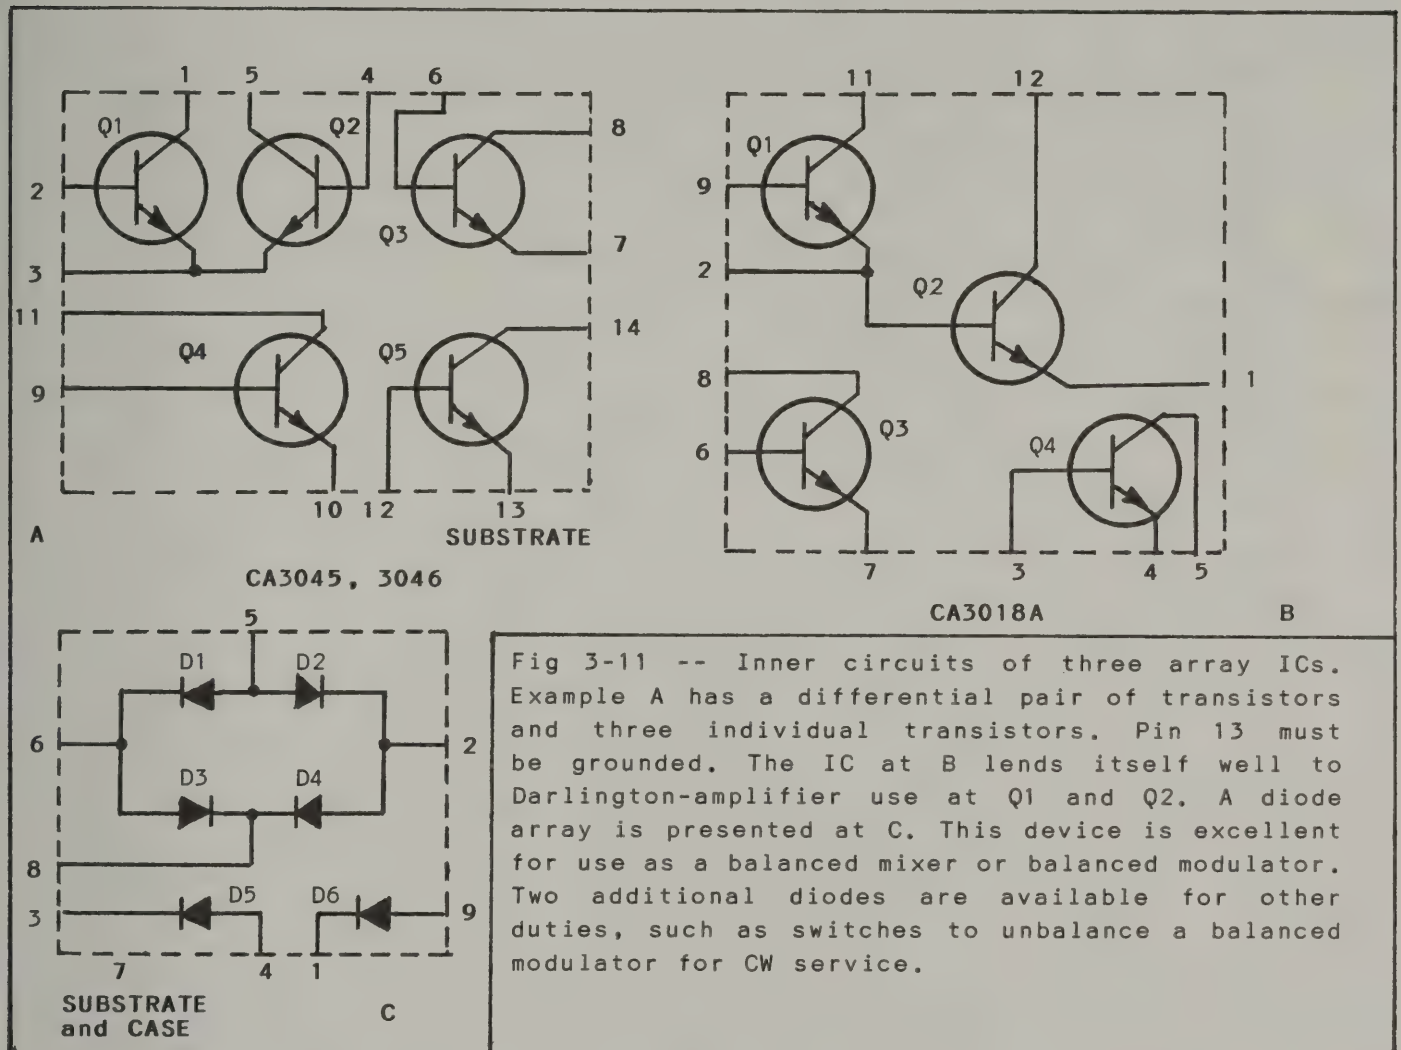 1 5 4 6
Q1 Q2
8
2
Q3
7
3
11
14
Q4 Q5
9
10 12 13
SUBSTRATE
A
CA3045, 3046
11 12
Q1
9
2
Q2
8
1
Q3
Q4
6
7 3 4 5
CA3018A B
5
D1 D2
6 2
D3 D4
8
D5 D6
3 9
7 4 1
SUBSTRATE
and CASE
C
Fig 3-11 -- Inner circuits of three array ICs.
Example A has a differential pair of transistors
and three individual transistors. Pin 13 must
be grounded. The IC at B lends itself well to
Darlington-amplifier use at Q1 and Q2. A diode
array is presented at C. This device is excellent
for use as a balanced mixer or balanced modulator.
Two additional diodes are available for other
duties, such as switches to unbalance a balanced
modulator for CW service.